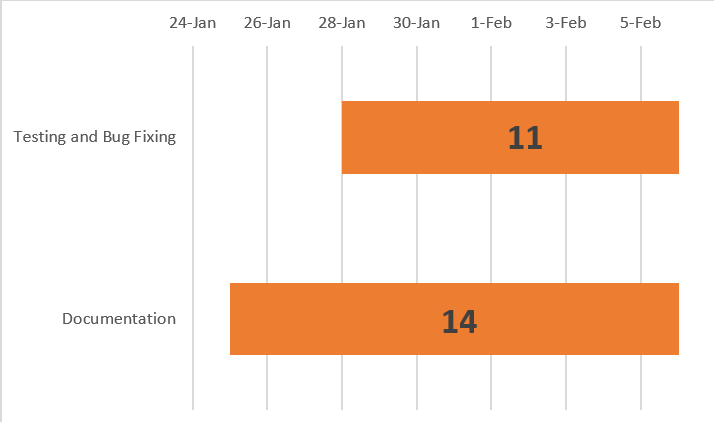 24-Jan 26-Jan 28-Jan 30-Jan 1-Feb 3-Feb 5-Feb
Testing and Bug Fixing 11
Documentation 14